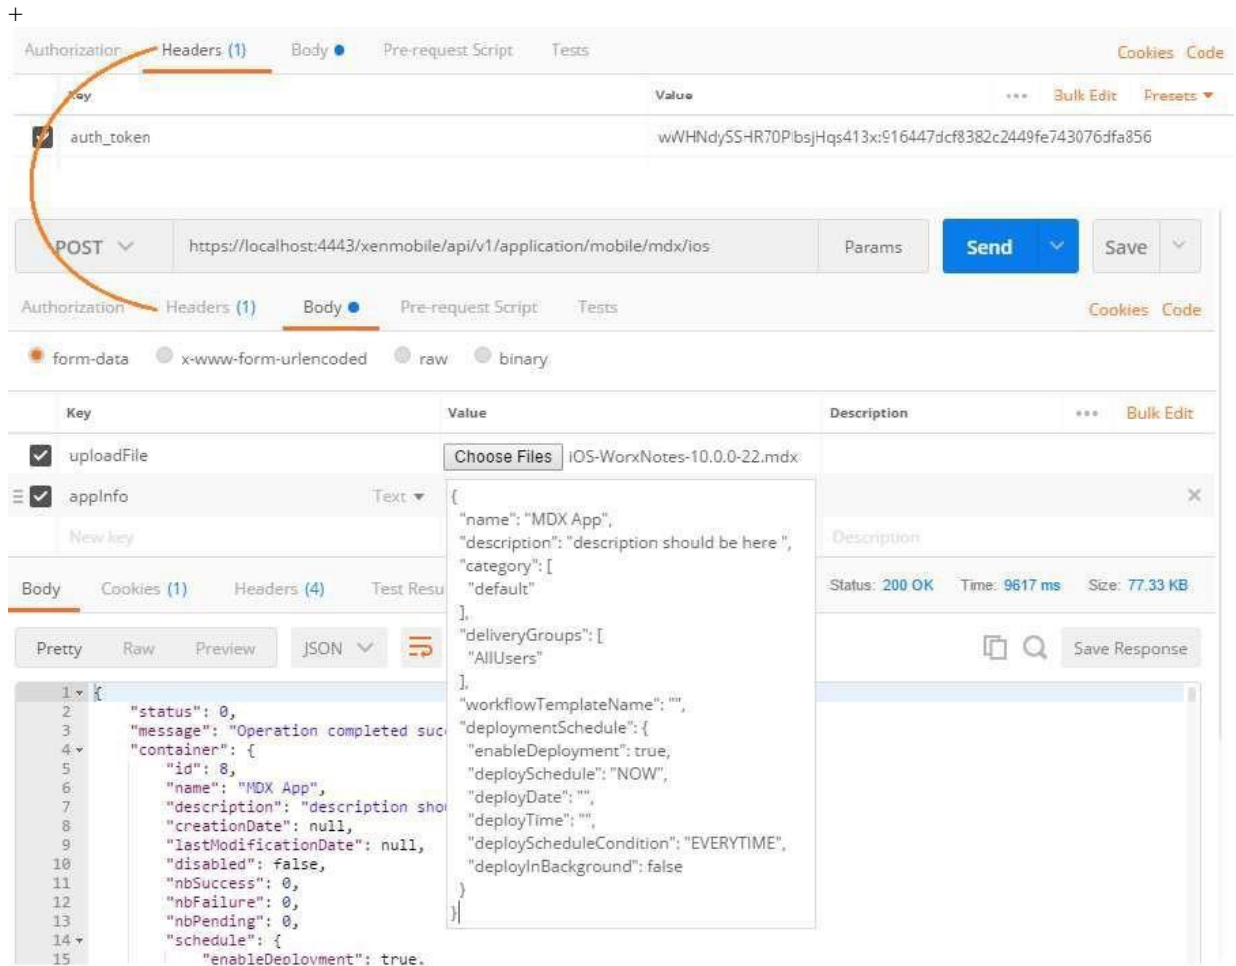 +
Authorization Headers (1) Body Pre-request Script Tests Cookies Code
Key Value ... Bulk Edit Presets
auth_token
POST https://localhost:4443/xenmobile/api/v1/application/mobile/mdx/ios Params Send Save
Authorization Headers (1) Body Pre-request Script Tests Cookies Code
form-data x-www-form-urlencoded raw binary
Key Value Description ... Bulk Edit
uploadFile Choose Files iOS-WorxNotes-10.0.0-22.mdx
appInfo Text
New key Description
{
"name": "MDX App",
"description": "description should be here ",
"category": [
"default"
],
"deliveryGroups": [
"AllUsers"
],
"workflowTemplateName": "",
"deploymentSchedule": {
"enableDeployment": true,
"deploySchedule": "NOW",
"deployDate": "",
"deployTime": "",
"deployScheduleCondition": "EVERYTIME",
"deployInBackground": false
}
}
Body Cookies (1) Headers (4) Test Resu Status: 200 OK Time: 9617 ms Size: 77.33 KB
Pretty Raw Preview JSON Save Response
1 {
2 "status": 0,
3 "message": "Operation completed suc
4 "container": {
5 "id": 8,
6 "name": "MDX App",
7 "description": "description shou
8 "creationDate": null,
9 "lastModificationDate": null,
10 "disabled": false,
11 "nbSuccess": 0,
12 "nbFailure": 0,
13 "nbPending": 0,
14 "schedule": {
15 "enableDeployment": true,